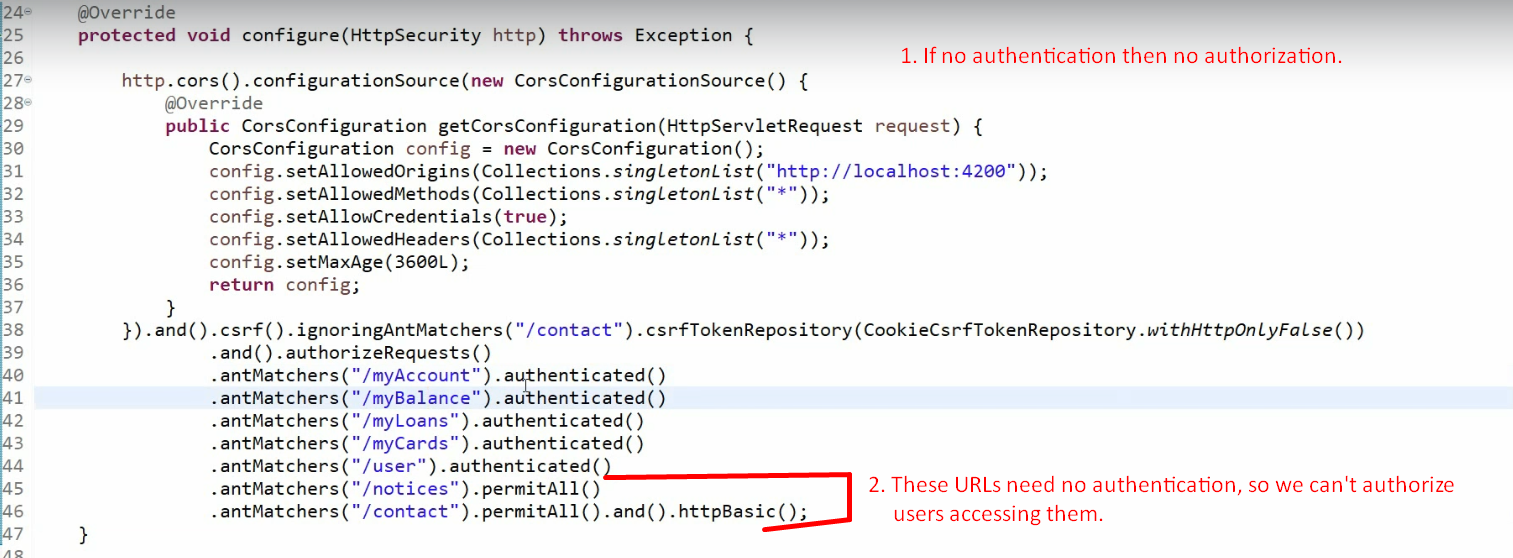 24 @Override
25 protected void configure(HttpSecurity http) throws Exception {
1. If no authentication then no authorization.
26
27 http.cors().configurationSource(new CorsConfigurationSource() {
28 @Override
29 public CorsConfiguration getCorsConfiguration(HttpServletRequest request) {
30 CorsConfiguration config = new CorsConfiguration();
31 config.setAllowedOrigins(Collections.singletonList("http://localhost:4200"));
32 config.setAllowedMethods(Collections.singletonList("*"));
33 config.setAllowCredentials(true);
34 config.setAllowedHeaders(Collections.singletonList("*"));
35 config.setMaxAge(3600L);
36 return config;
37 }
38 }).and().csrf().ignoringAntMatchers("/contact").csrfTokenRepository(CookieCsrfTokenRepository.withHttpOnlyFalse())
39 .and().authorizeRequests()
40 .antMatchers("/myAccount").authenticated()
41 .antMatchers("/myBalance").authenticated()
42 .antMatchers("/myLoans").authenticated()
43 .antMatchers("/myCards").authenticated()
44 .antMatchers("/user").authenticated()
45 .antMatchers("/notices").permitAll()
46 .antMatchers("/contact").permitAll().and().httpBasic();
2. These URLs need no authentication, so we can't authorize
users accessing them.
47 }
48